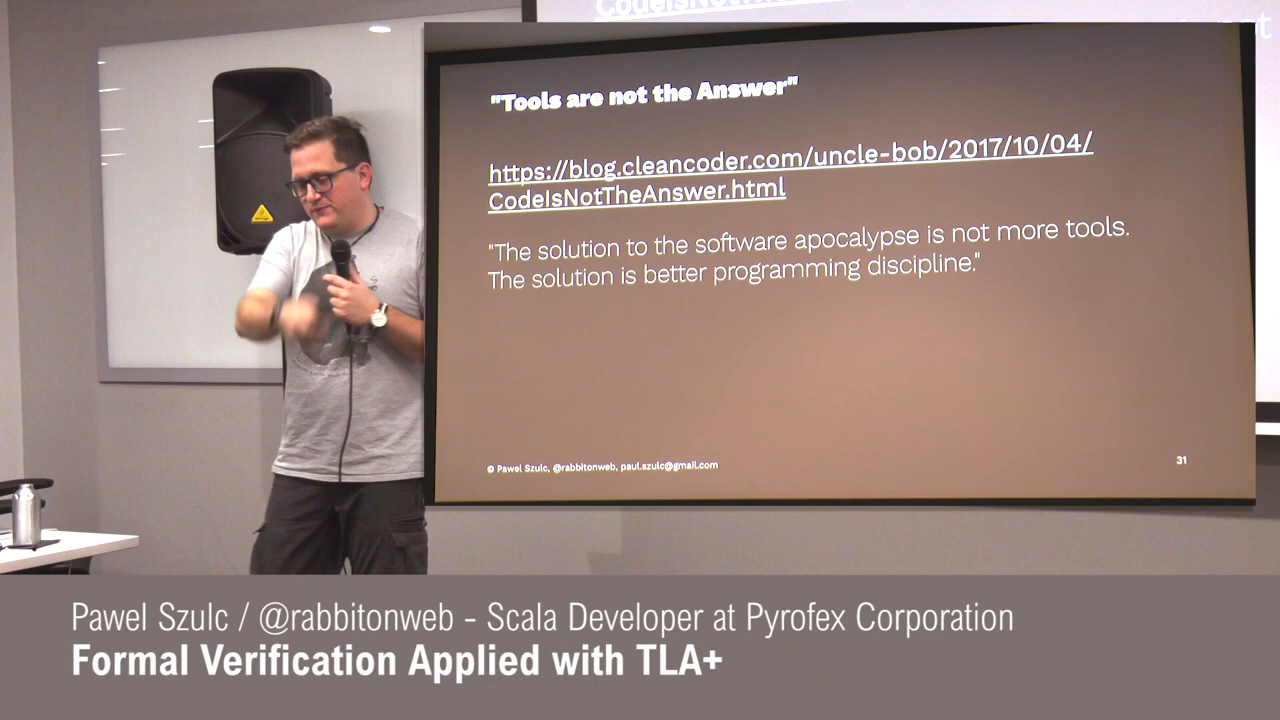 CodeIsNotTheAnswer.html
"Tools are not the Answer"
https://blog.cleancoder.com/uncle-bob/2017/10/04/
CodeIsNotTheAnswer.html
"The solution to the software apocalypse is not more tools.
The solution is better programming discipline."
© Pawel Szulc, @rabbitonweb, paul.szulc@gmail.com
31
Pawel Szulc / @rabbitonweb - Scala Developer at Pyrofex Corporation
Formal Verification Applied with TLA+